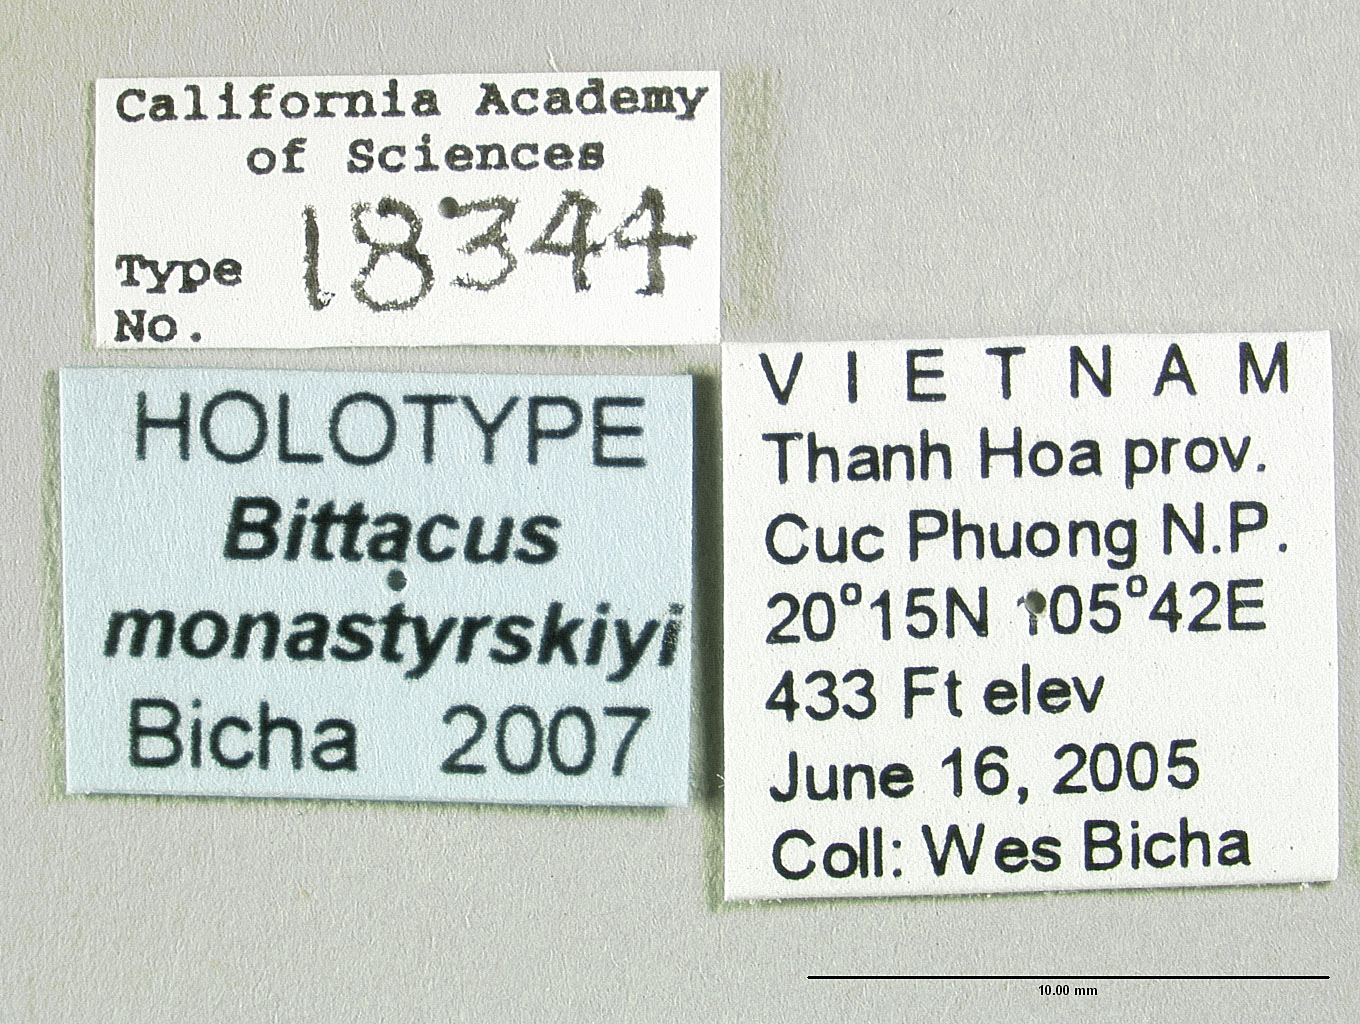 California Academy
of Sciences
Type
No. 18344
HOLOTYPE
Bittacus
monastyrskiyi
Bicha 2007
VIETNAM
Thanh Hoa prov.
Cuc Phuong N.P.
20°15N 105°42E
433 Ft elev
June 16, 2005
Coll: Wes Bicha
10.00 mm